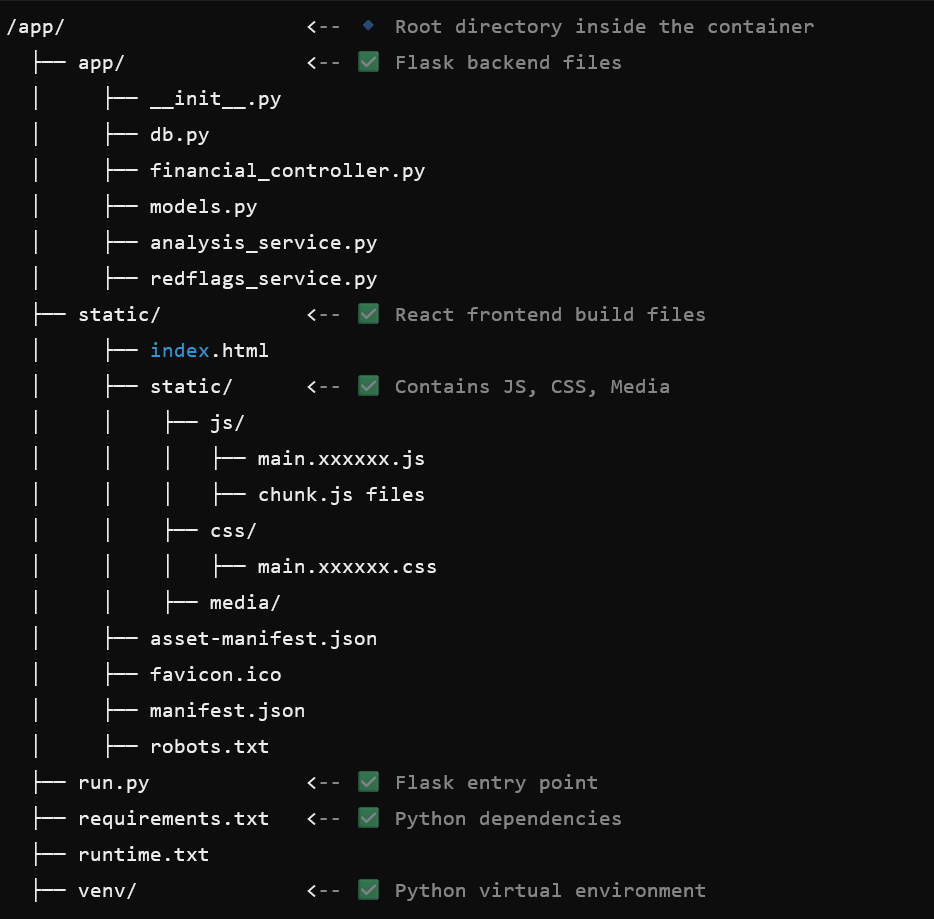 /app/                    <-- 🔹 Root directory inside the container
  ├── app/               <-- ✅ Flask backend files
  │     ├── __init__.py
  │     ├── db.py
  │     ├── financial_controller.py
  │     ├── models.py
  │     ├── analysis_service.py
  │     ├── redflags_service.py
  ├── static/            <-- ✅ React frontend build files
  │     ├── index.html
  │     ├── static/      <-- ✅ Contains JS, CSS, Media
  │     │    ├── js/
  │     │    │   ├── main.xxxxxx.js
  │     │    │   ├── chunk.js files
  │     │    ├── css/
  │     │    │   ├── main.xxxxxx.css
  │     │    ├── media/
  │     ├── asset-manifest.json
  │     ├── favicon.ico
  │     ├── manifest.json
  │     ├── robots.txt
  ├── run.py             <-- ✅ Flask entry point
  ├── requirements.txt   <-- ✅ Python dependencies
  ├── runtime.txt
  ├── venv/              <-- ✅ Python virtual environment